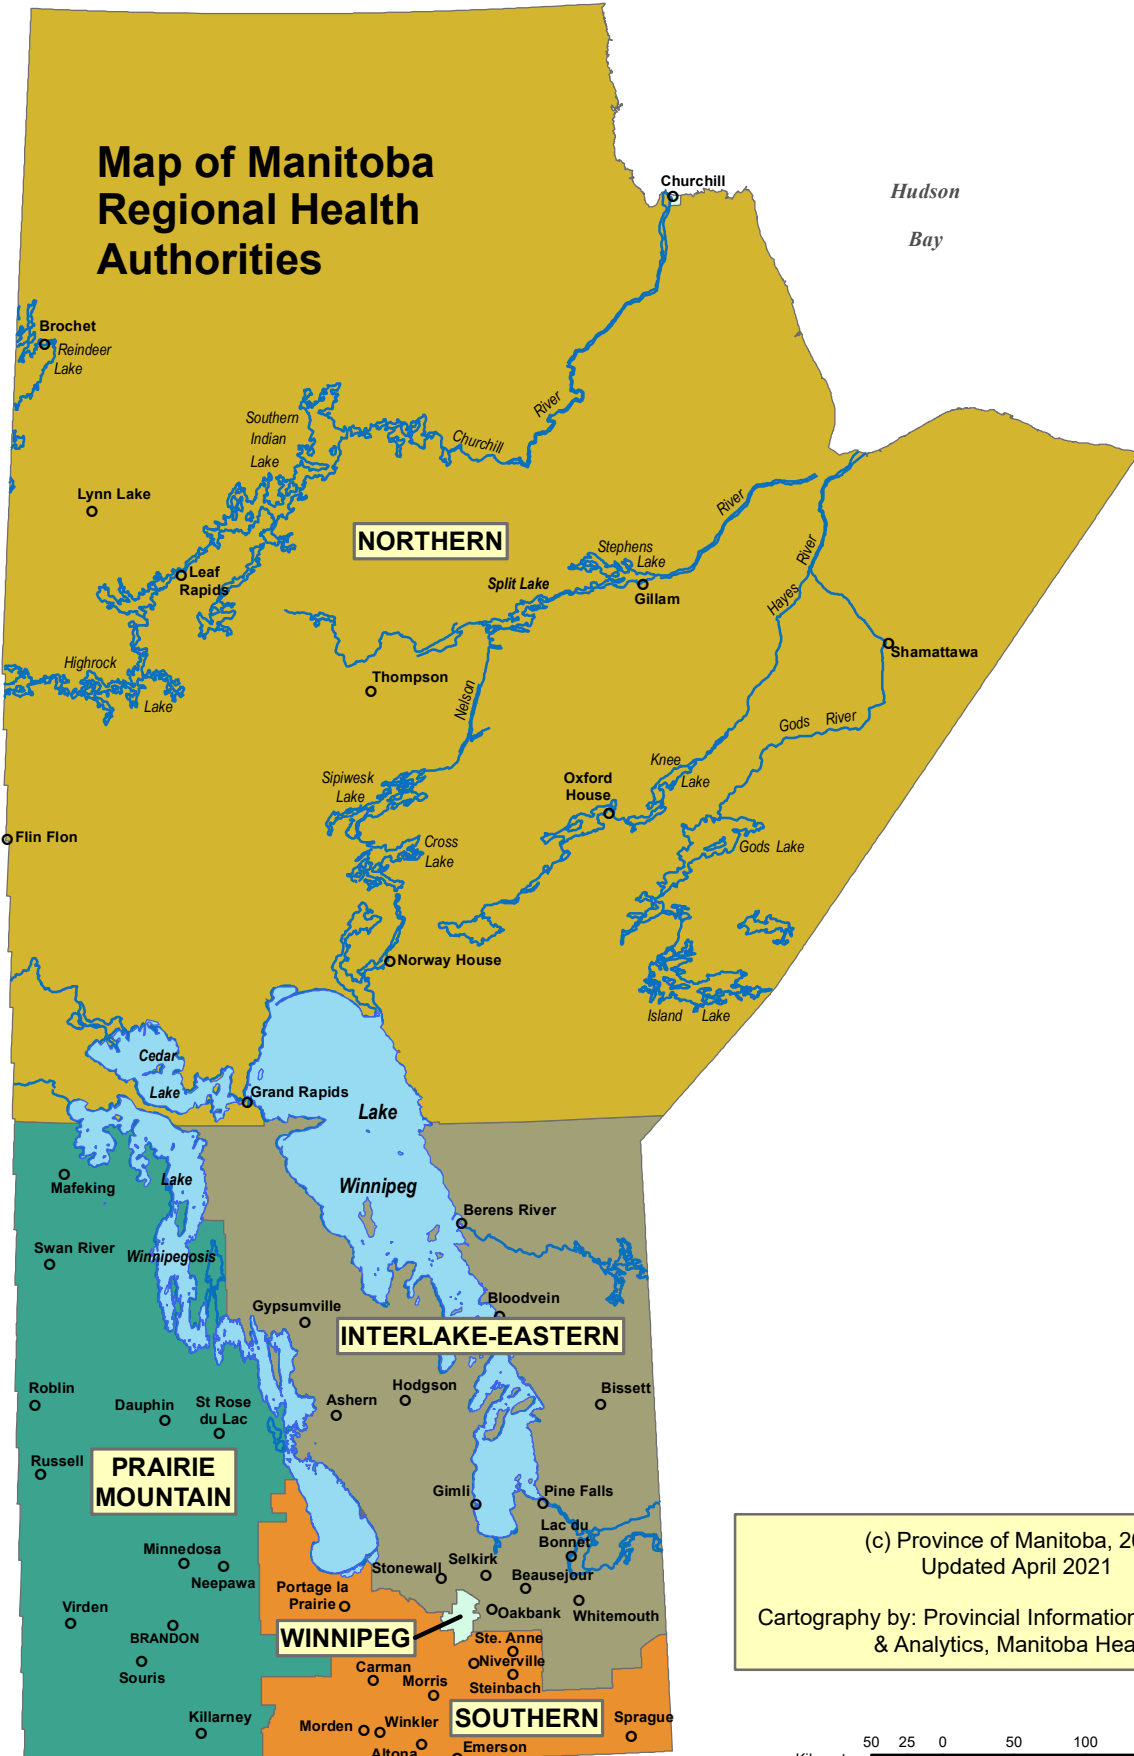 Map of Manitoba
Regional Health
Authorities
Churchill
Hudson
Bay
Brochet
Reindeer
Lake
Southern
Indian
Lake
River
Churchill
Lynn Lake
River
NORTHERN
Stephens
Lake
River
Leaf
Rapids
Split Lake
Gillam
Hayes
Shamattawa
Highrock
Lake
Thompson
Nelson
Gods River
Knee
Lake
Sipiwesk
Lake
Oxford
House
Flin Flon
Cross
Lake
Gods Lake
Norway House
Island Lake
Cedar
Lake
Grand Rapids
Lake
Winnipeg
Mafeking
Lake
Winnipegosis
Berens River
Swan River
Bloodvein
Gypsumville
INTERLAKE-EASTERN
Roblin
Dauphin
St Rose
du Lac
Ashern
Hodgson
Bissett
Russell
PRAIRIE
MOUNTAIN
Gimli
Pine Falls
Lac du
Bonnet
Minnedosa
Neepawa
Stonewall
Selkirk
Beausejour
Portage la
Prairie
Virden
BRANDON
Oakbank
Whitemouth
WINNIPEG
Souris
Ste. Anne
Niverville
Carman
Morris
Steinbach
Killarney
Morden
Winkler
SOUTHERN
Sprague
Altona
Emerson
(c) Province of Manitoba, 20
Updated April 2021
Cartography by: Provincial Information
& Analytics, Manitoba Hea
50 25 0 50 100